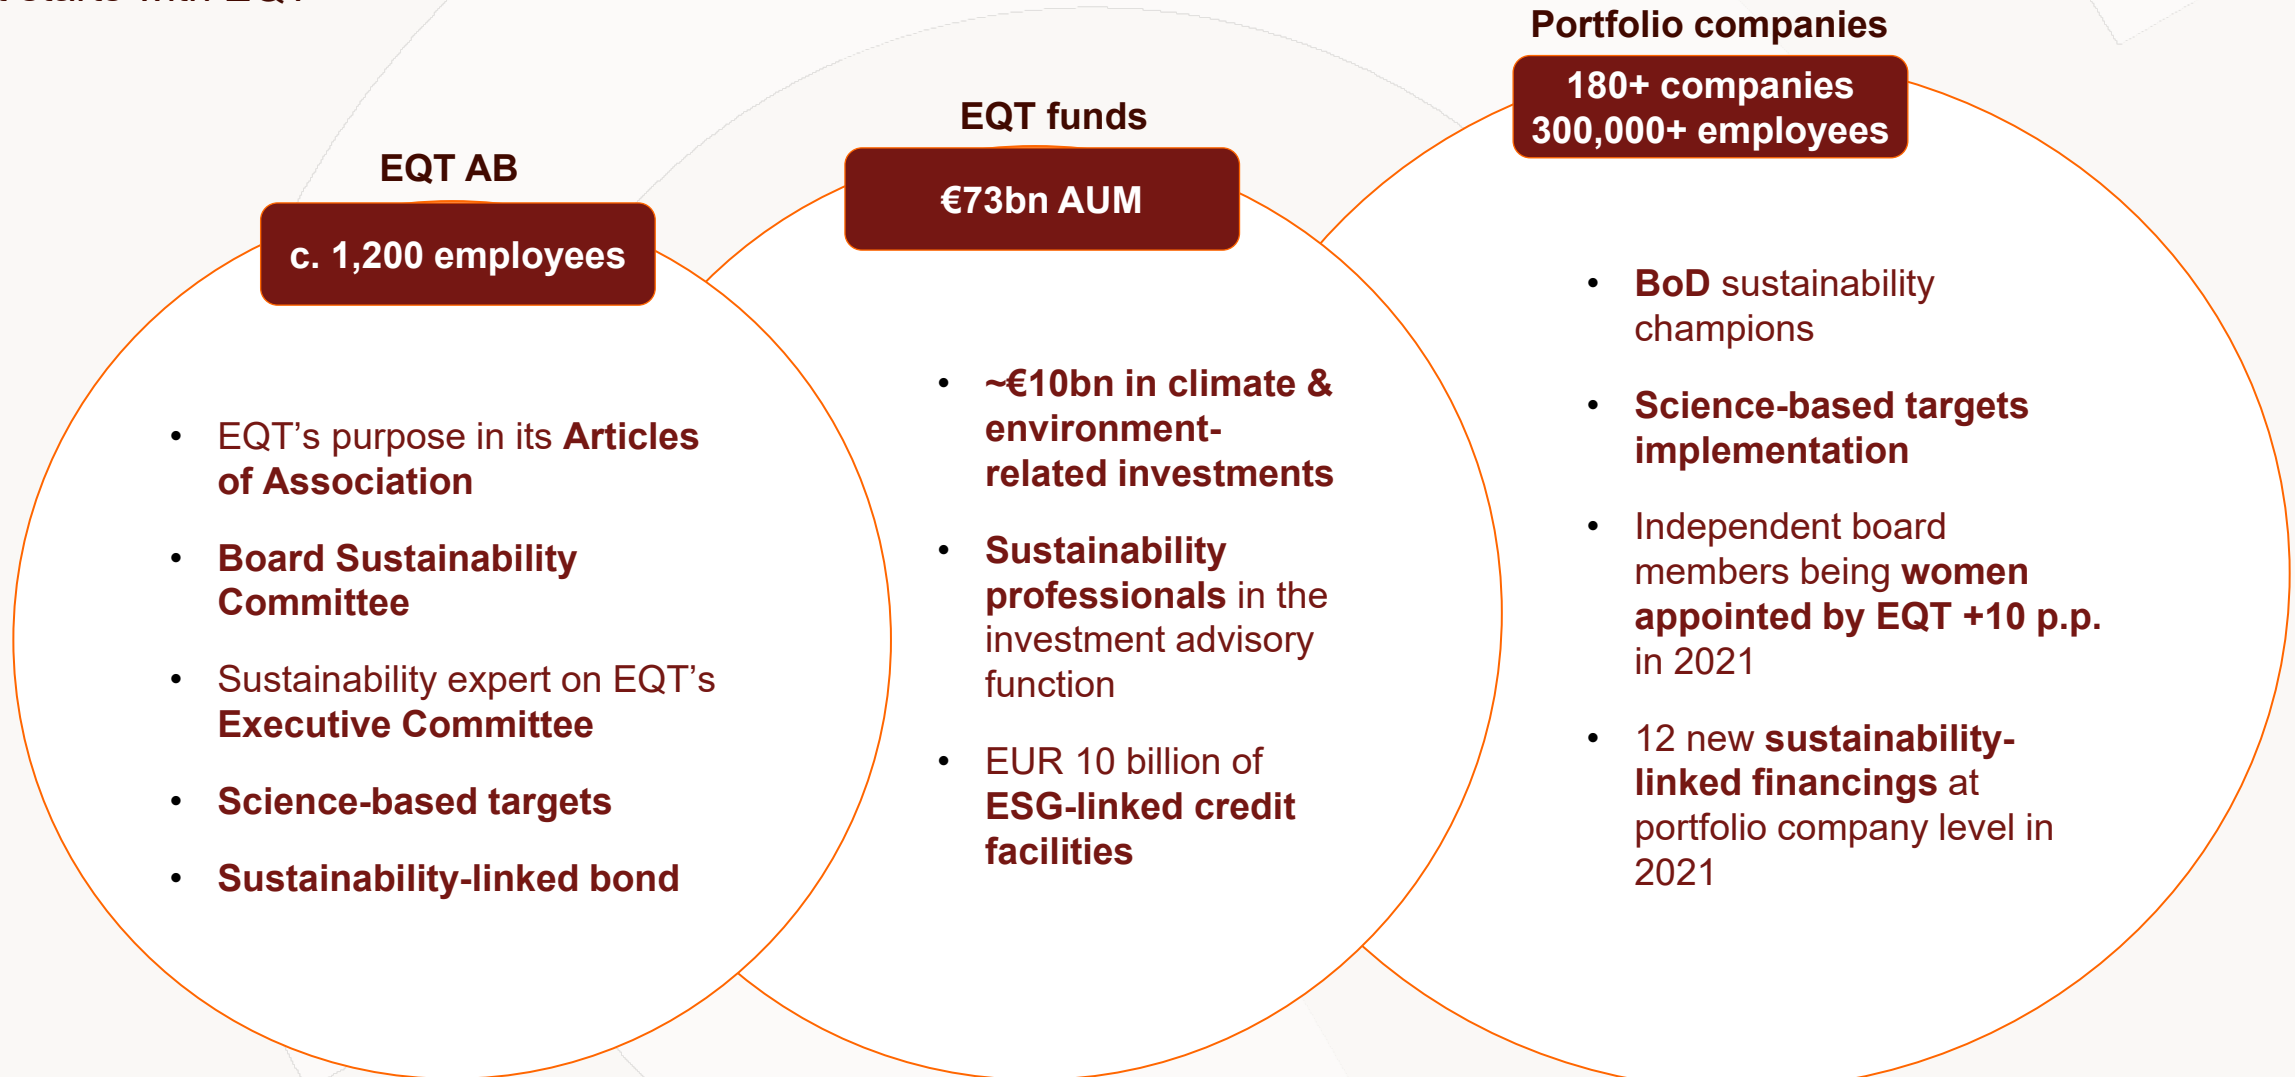 starts with EQT
EQT AB
c. 1,200 employees
• EQT’s purpose in its Articles
of Association
• Board Sustainability
Committee
• Sustainability expert on EQT’s
Executive Committee
• Science-based targets
• Sustainability-linked bond
EQT funds
€73bn AUM
• ~€10bn in climate &
environment-
related investments
• Sustainability
professionals in the
investment advisory
function
• EUR 10 billion of
ESG-linked credit
facilities
Portfolio companies
180+ companies
300,000+ employees
• BoD sustainability
champions
• Science-based targets
implementation
• Independent board
members being women
appointed by EQT +10 p.p.
in 2021
• 12 new sustainability-
linked financings at
portfolio company level in
2021